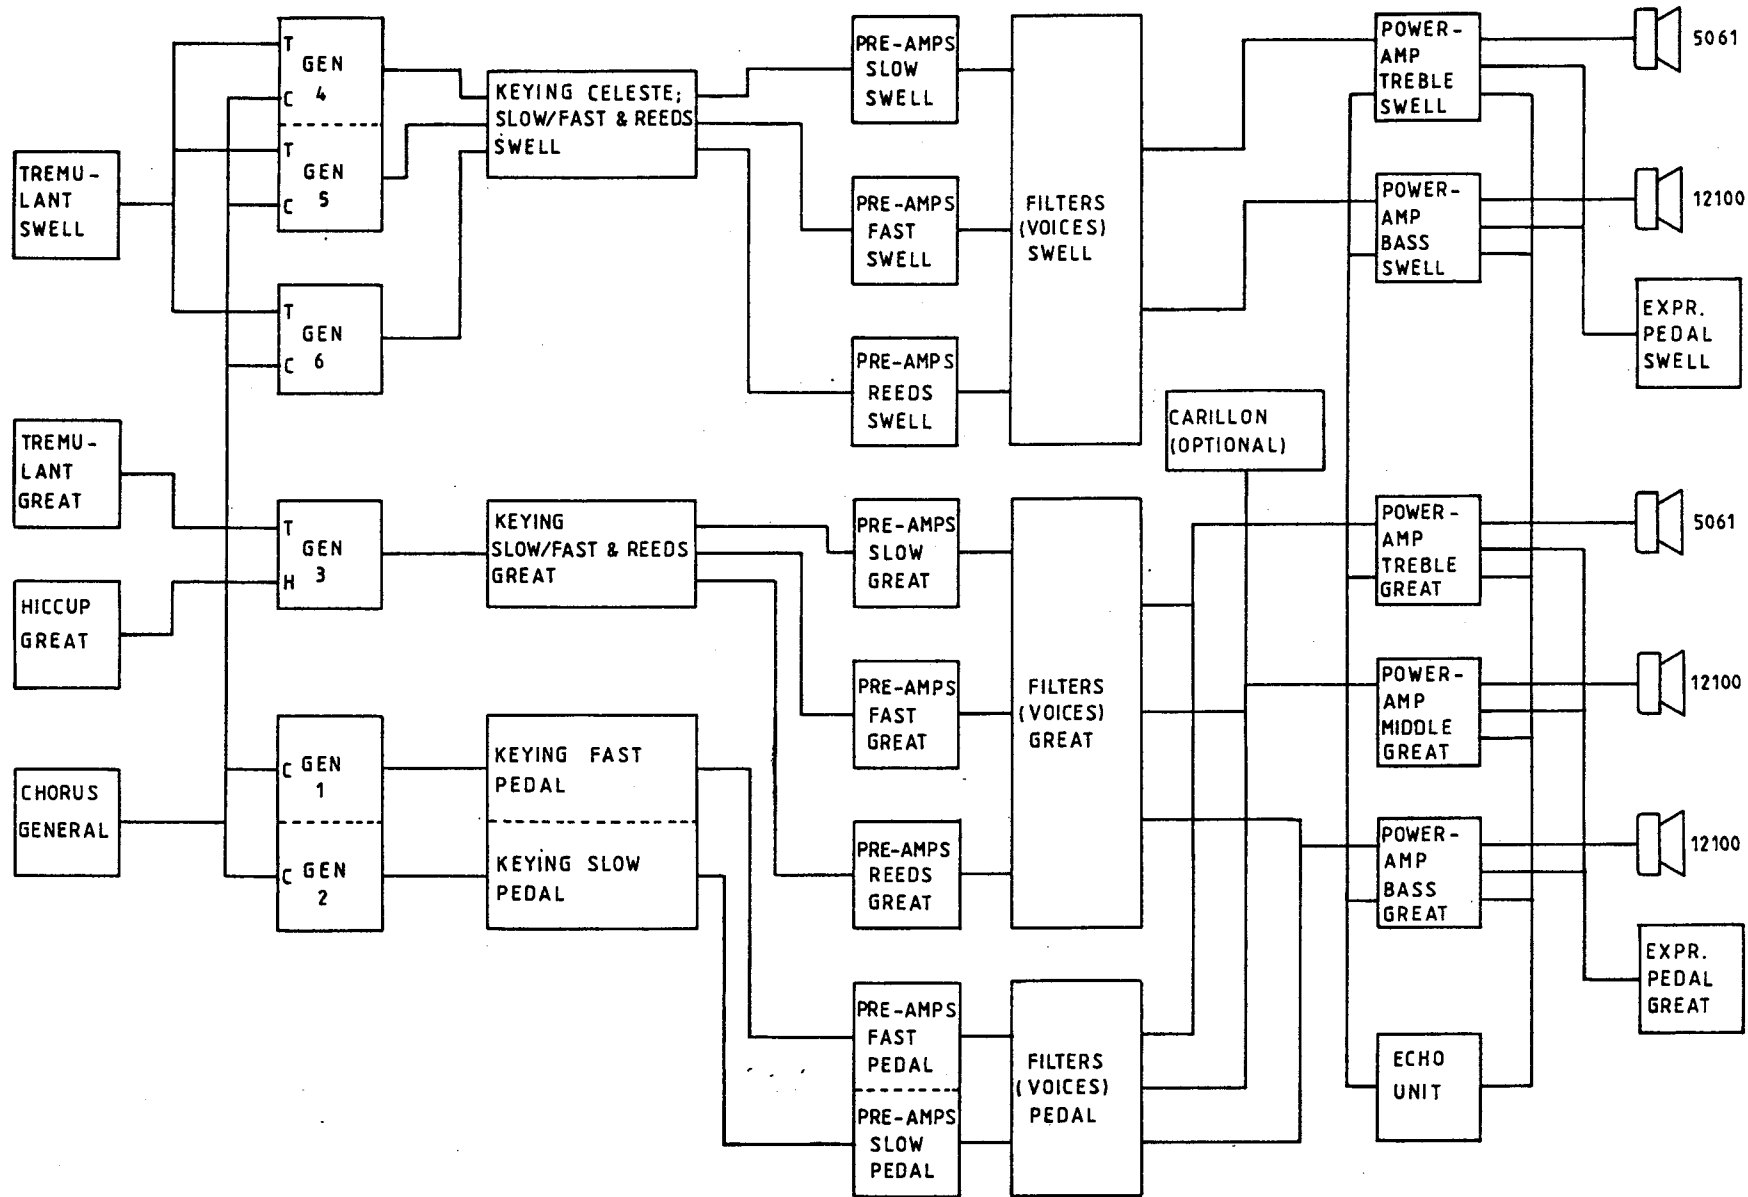 TREMU-
LANT
SWELL
TREMU-
LANT
GREAT
HICCUP
GREAT
CHORUS
GENERAL
T
GEN
4
C
T
GEN
5
C
T
GEN
6
C
T
GEN
3
H
C GEN
1
C GEN
2
KEYING CELESTE;
SLOW/FAST & REEDS
SWELL
KEYING
SLOW/FAST & REEDS
GREAT
KEYING FAST
PEDAL
KEYING SLOW
PEDAL
PRE-AMPS
SLOW
SWELL
PRE-AMPS
FAST
SWELL
PRE-AMPS
REEDS
SWELL
PRE-AMPS
SLOW
GREAT
PRE-AMPS
FAST
GREAT
PRE-AMPS
REEDS
GREAT
PRE-AMPS
FAST
PEDAL
PRE-AMPS
SLOW
PEDAL
FILTERS
(VOICES)
SWELL
FILTERS
(VOICES)
GREAT
FILTERS
(VOICES)
PEDAL
CARILLON
(OPTIONAL)
POWER-
AMP
TREBLE
SWELL
POWER-
AMP
BASS
SWELL
POWER-
AMP
TREBLE
GREAT
POWER-
AMP
MIDDLE
GREAT
POWER-
AMP
BASS
GREAT
ECHO
UNIT
5061
12100
EXPR.
PEDAL
SWELL
5061
12100
12100
EXPR.
PEDAL
GREAT